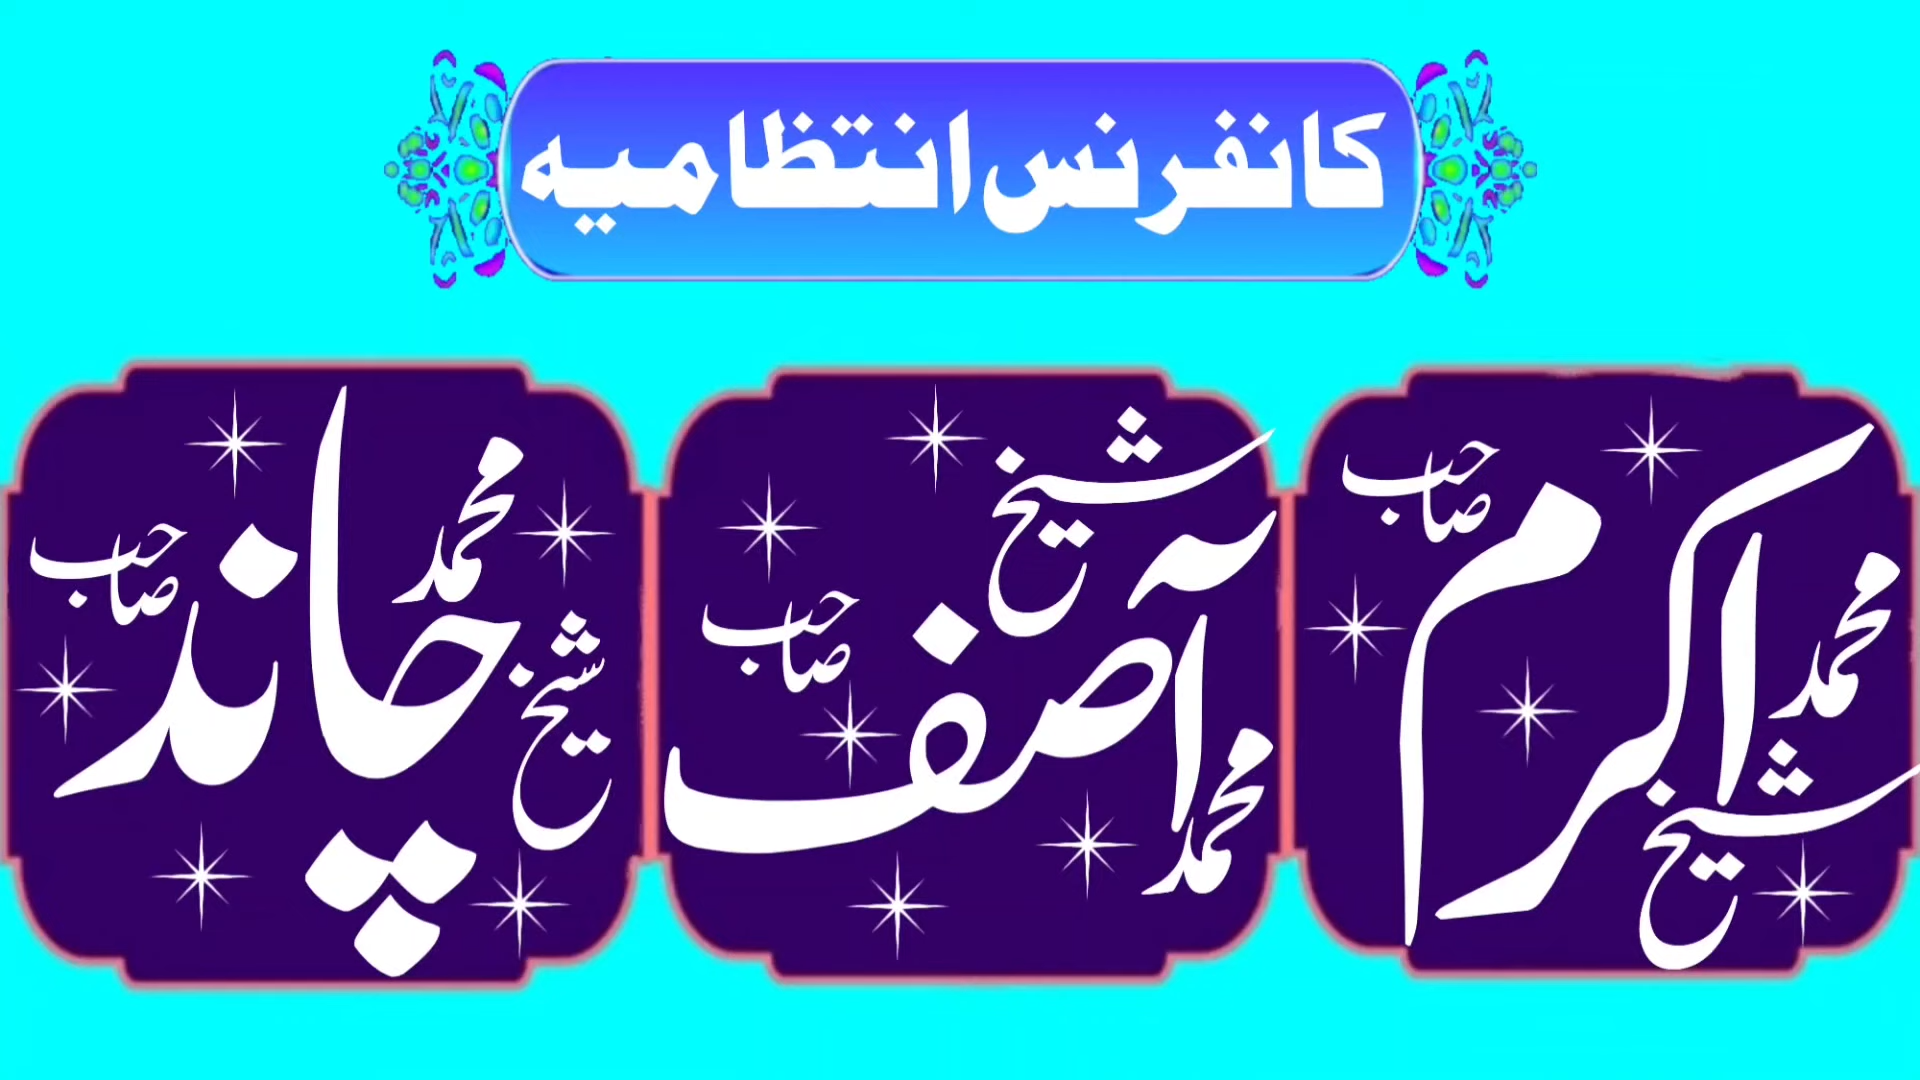 کانفرنس انتظامیہ
شیخ محمد اکرم صاحب
شیخ محمد آصف صاحب
شیخ محمد چاند صاحب